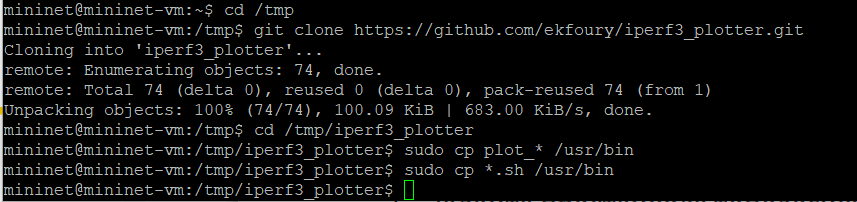 mininet@mininet-vm:~$ cd /tmp
mininet@mininet-vm:/tmp$ git clone https://github.com/ekfoury/iperf3_plotter.git
Cloning into 'iperf3_plotter'...
remote: Enumerating objects: 74, done.
remote: Total 74 (delta 0), reused 0 (delta 0), pack-reused 74 (from 1)
Unpacking objects: 100% (74/74), 100.09 KiB | 683.00 KiB/s, done.
mininet@mininet-vm:/tmp$ cd /tmp/iperf3_plotter
mininet@mininet-vm:/tmp/iperf3_plotter$ sudo cp plot_* /usr/bin
mininet@mininet-vm:/tmp/iperf3_plotter$ sudo cp *.sh /usr/bin
mininet@mininet-vm:/tmp/iperf3_plotter$